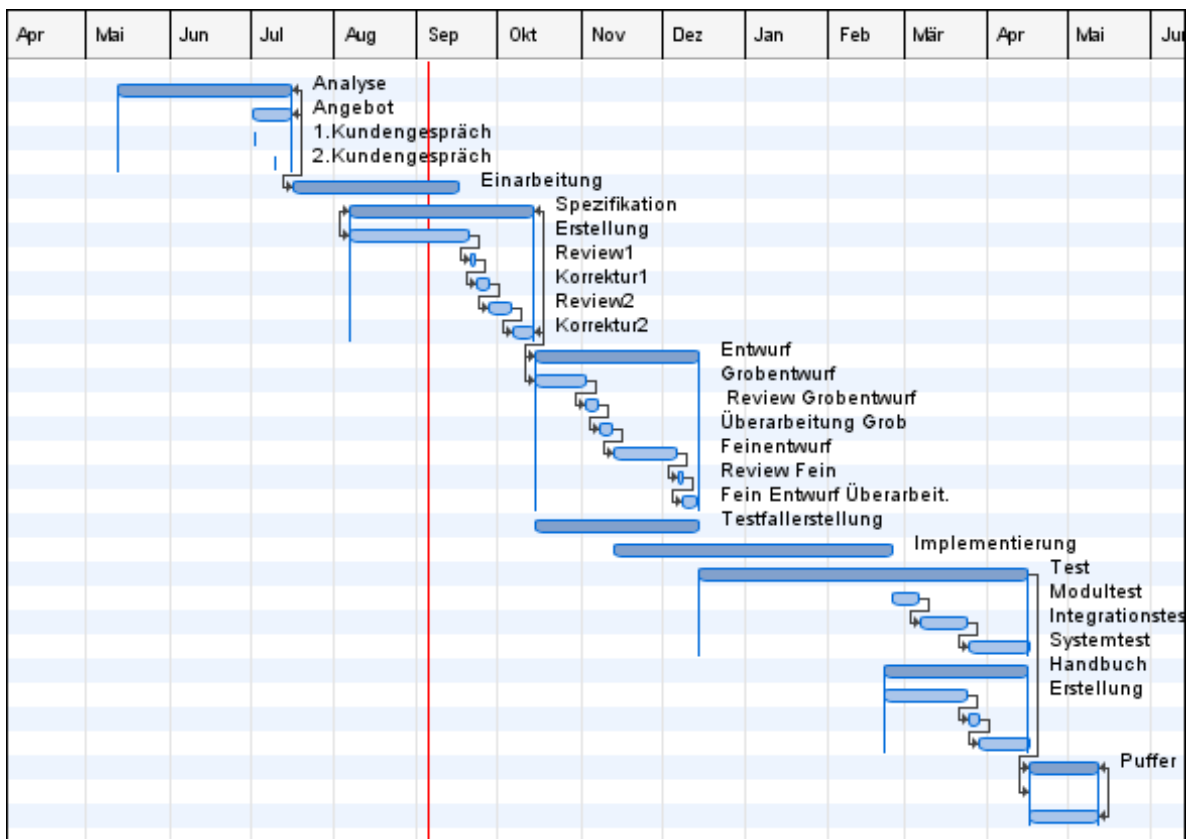 Apr Mai Jun Jul Aug Sep Okt Nov Dez Jan Feb Mär Apr Mai Jun
Analyse
Angebot
1.Kundengespräch
2.Kundengespräch
Einarbeitung
Spezifikation
Erstellung
Review1
Korrektur1
Review2
Korrektur2
Entwurf
Grobentwurf
Review Grobentwurf
Überarbeitung Grob
Feinentwurf
Review Fein
Fein Entwurf Überarbeit.
Testfallerstellung
Implementierung
Test
Modultest
Integrationstes
Systemtest
Handbuch
Erstellung
Puffer